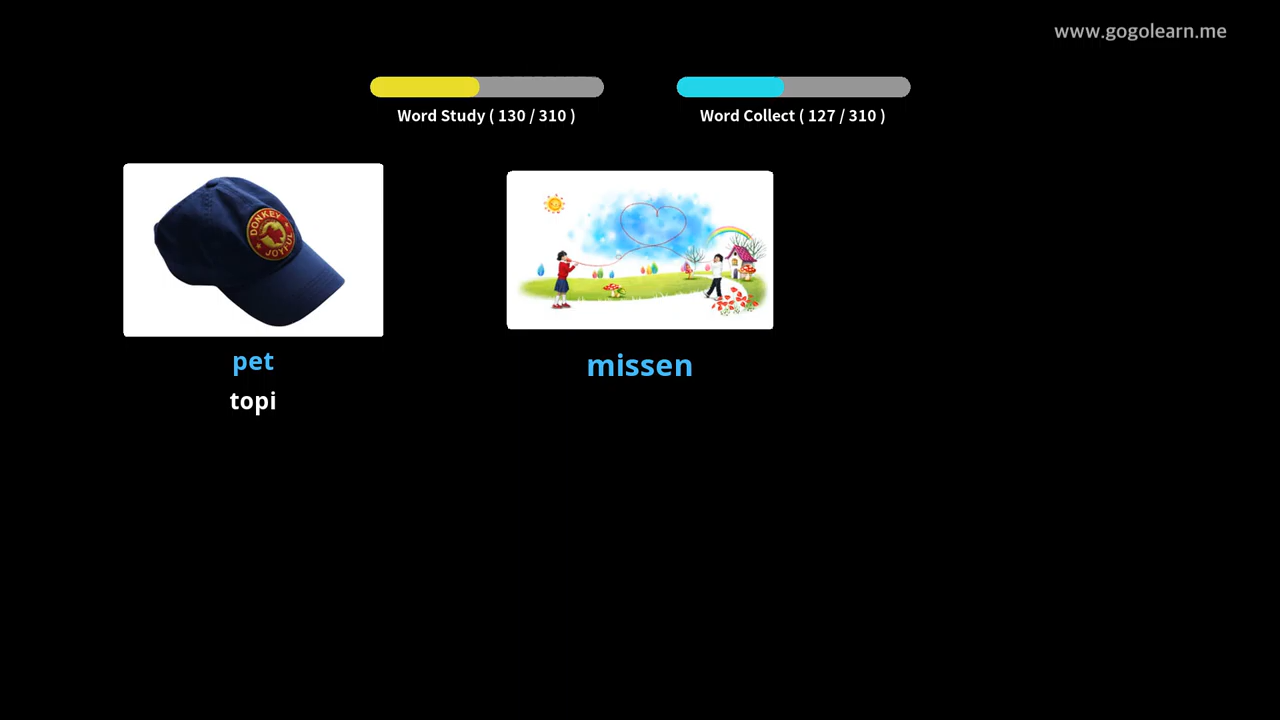 www.gogolearn.me
Word Study ( 130 / 310 )
Word Collect ( 127 / 310 )
DONKEY
JOYFUL
pet
topi
missen